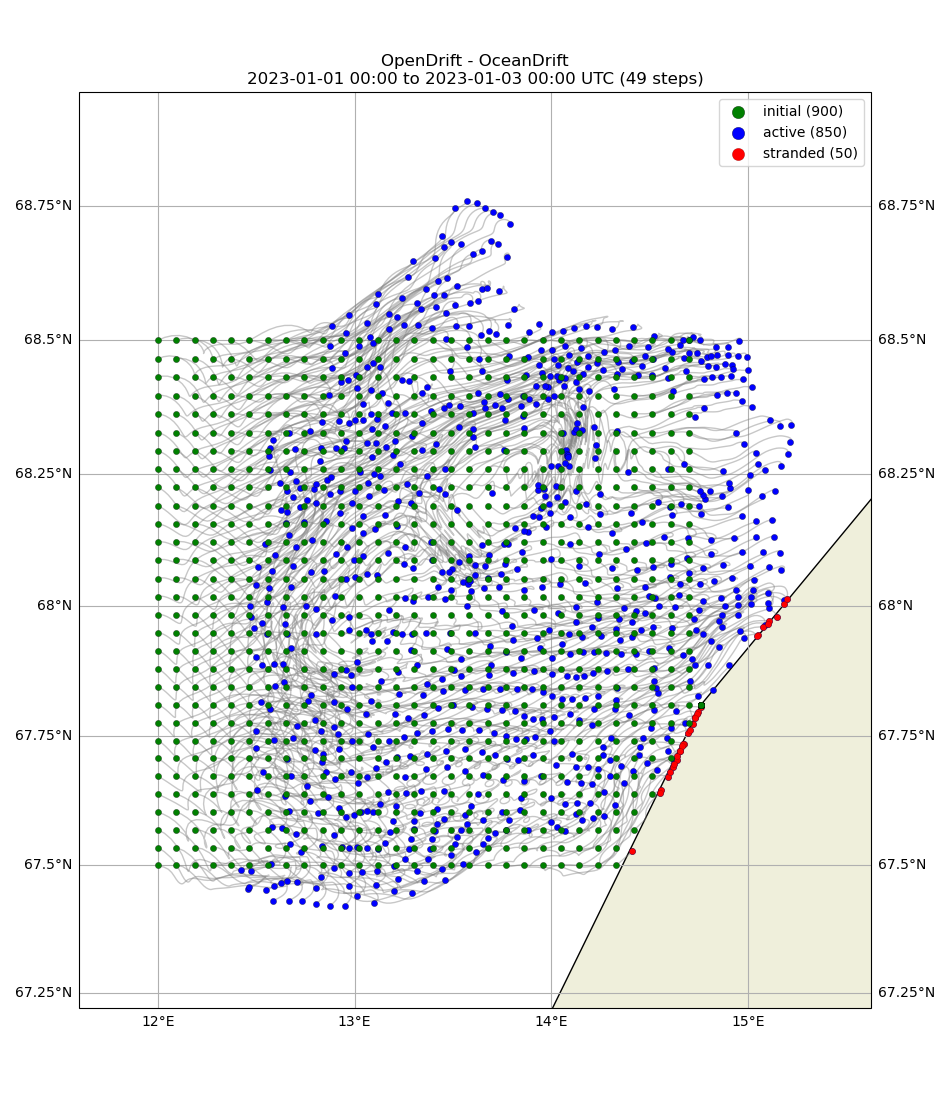 OpenDrift - OceanDrift
2023-01-01 00:00 to 2023-01-03 00:00 UTC (49 steps)
initial (900)
active (850)
stranded (50)
68.75°N 68.75°N
68.5°N 68.5°N
68.25°N 68.25°N
68°N 68°N
67.75°N 67.75°N
67.5°N 67.5°N
67.25°N 67.25°N
12°E 13°E 14°E 15°E